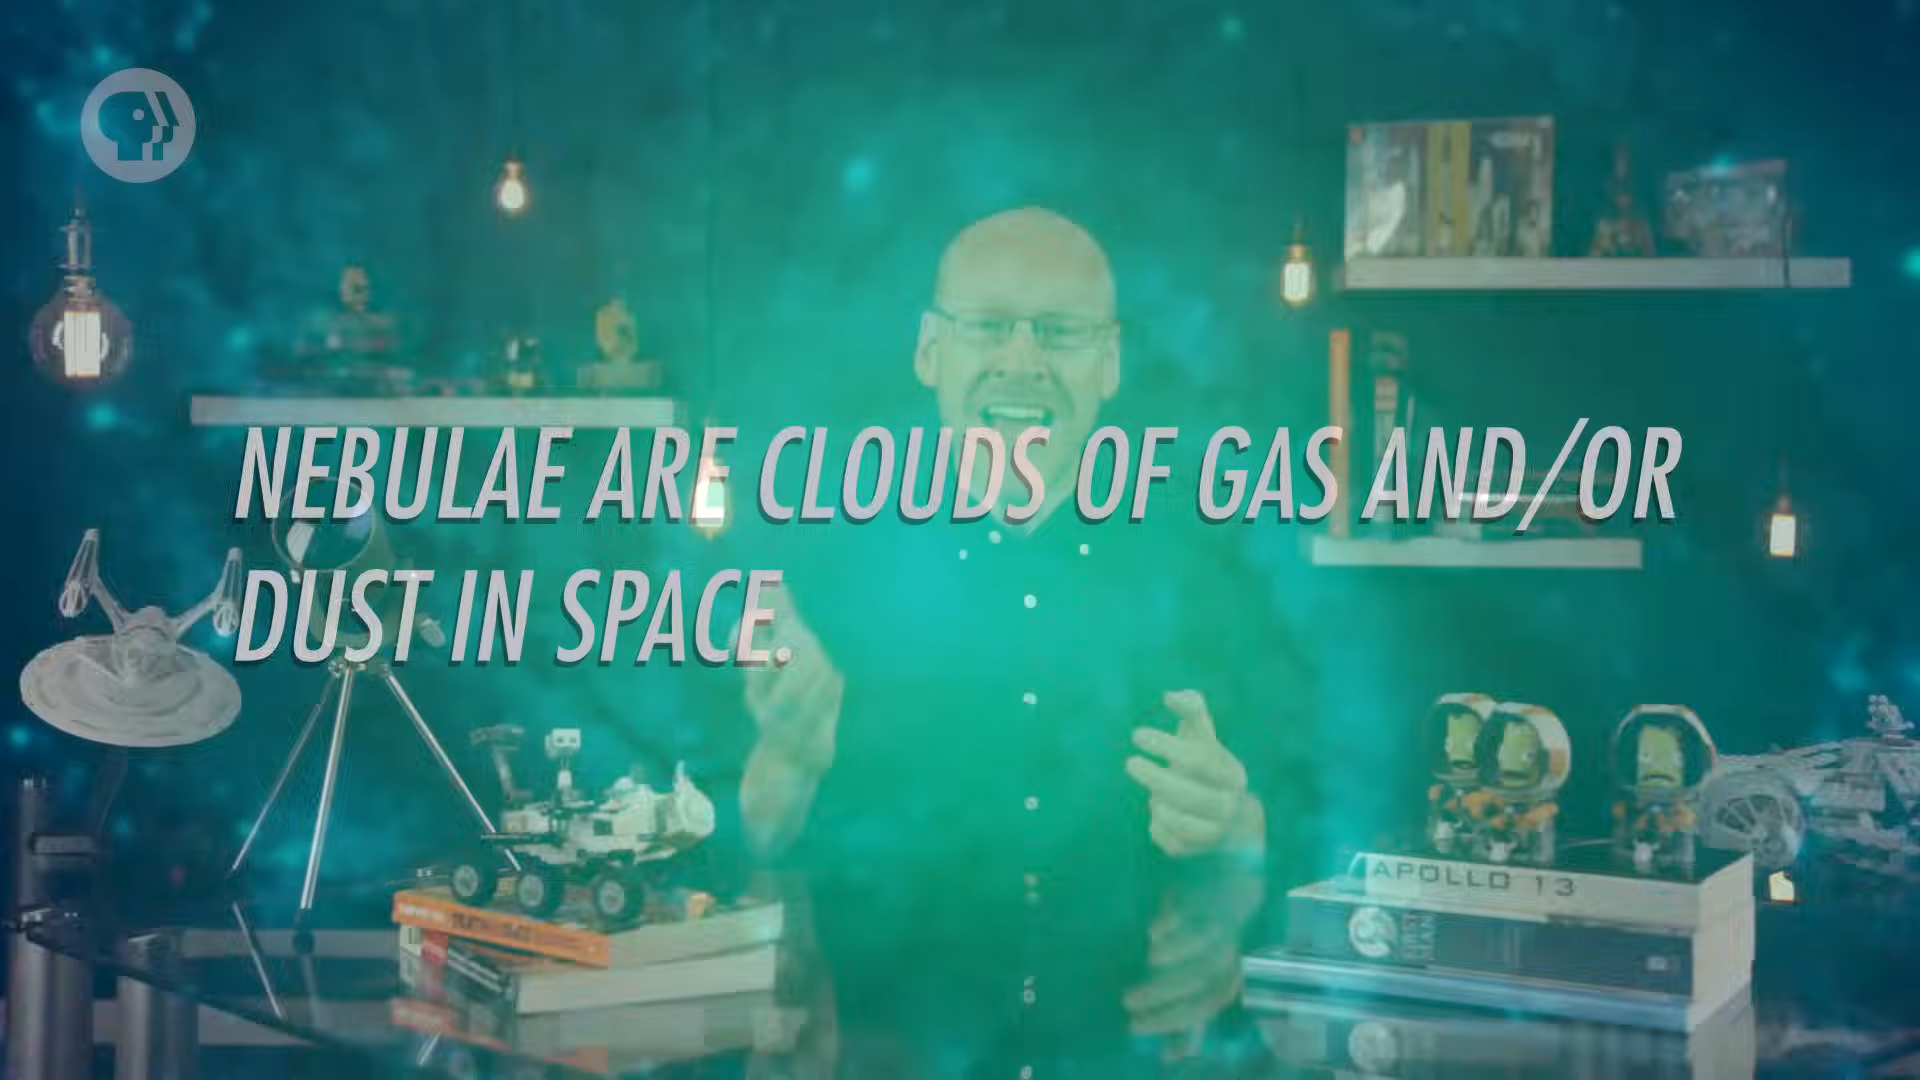 NEBULAE ARE CLOUDS OF GAS AND/OR
DUST IN SPACE.
APOLLO 13